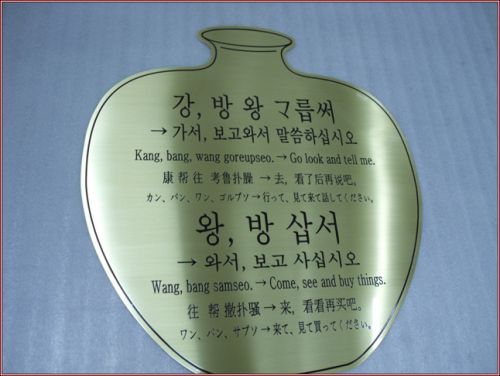 강, 방 왕 ᄀᆞ릅써
→ 가서, 보고와서 말씀하십시오
Kang, bang, wang goreupseo. → Go look and tell me.
康 帮 往 考鲁扑臊 → 去, 看了后再说吧。
カン、バン、ワン、ゴルプソ → 行って、見て来て話してください。
왕, 방 삽서
→ 와서, 보고 사십시오
Wang, bang samseo. → Come, see and buy things.
往 帮 撤扑骚 → 来, 看看再买吧。
ワン、バン、サプソ → 来て、見て買ってください。